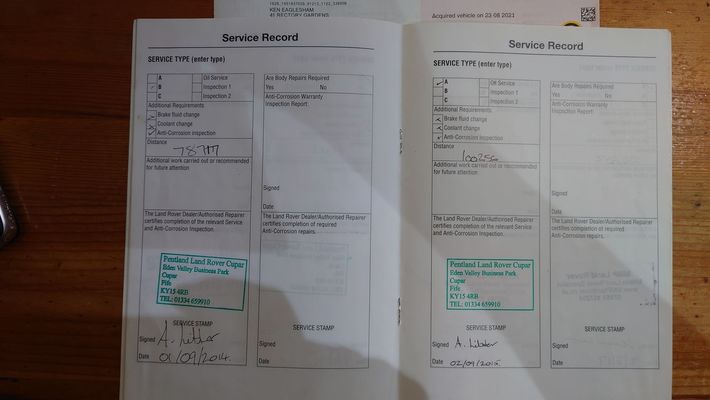 KEN EAGLESHAM
41 RECTORY GARDENS
Acquired vehicle on 23 08 2021
Service Record
SERVICE TYPE (enter type)
A
Oil Service
B
Inspection 1
C
Inspection 2
Additional Requirements
Brake fluid change
Coolant change
Anti-Corrosion inspection
Distance
Additional work carried out or recommended
for future attention
The Land Rover Dealer/Authorised Repairer
certifies completion of the relevant Service
and Anti-Corrosion Inspection.
Pentland Land Rover Cupar
Eden Valley Business Park
Cupar
Fife
KY15 4RB
TEL: 01334 659910
SERVICE STAMP
Signed
Date 01/09/2014.
Are Body Repairs Required
Yes No
Anti-Corrosion Warranty
Inspection Report:
Signed
Date
The Land Rover Dealer/Authorised Repairer
certifies completion of required
Anti-Corrosion repairs.
SERVICE STAMP
Signed
Date
Service Record
SERVICE TYPE (enter type)
A
Oil Service
B
Inspection 1
C
Inspection 2
Additional Requirements
Brake fluid change
Coolant change
Anti-Corrosion inspection
Distance
Additional work carried out or recommended
for future attention
The Land Rover Dealer/Authorised Repairer
certifies completion of the relevant Service
and Anti-Corrosion Inspection.
Pentland Land Rover Cupar
Eden Valley Business Park
Cupar
Fife
KY15 4RB
TEL: 01334 659910
SERVICE STAMP
Signed
Date
Are Body Repairs Required
Yes No
Anti-Corrosion Warranty
Inspection Report:
Signed
Date
The Land Rover Dealer/Authorised Repairer
certifies completion of required
Anti-Corrosion repairs.
SERVICE STAMP
Signed
Date